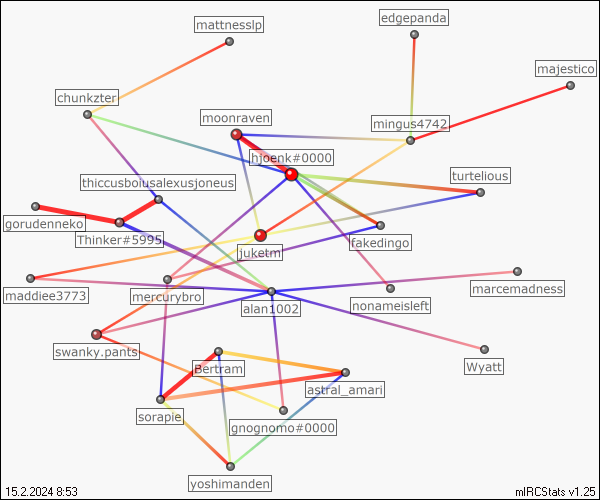 edgepanda
mattnesslp
majestico
chunkzter
moonraven
mingus4742
hjoenk#0000
thiccusbolusalexusjoneus
turtelious
gorudenneko
Thinker#5995
fakedingo
juketm
maddiee3773
mercurybro
nonameisleft
marcemadness
alan1002
swanky.pants
Bertram
Wyatt
astral_amari
sorapie
gnognomo#0000
yoshimanden
15.2.2024 8:53
mIRCStats v1.25